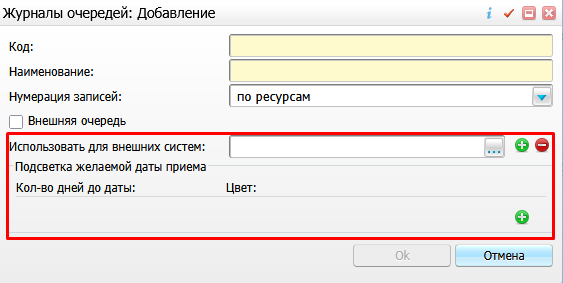 Журналы очередей: Добавление
Код:
Наименование:
Нумерация записей: по ресурсам
Внешняя очередь
Использовать для внешних систем: ...
Подсветка желаемой даты приема
Кол-во дней до даты: Цвет:
Ok Отмена